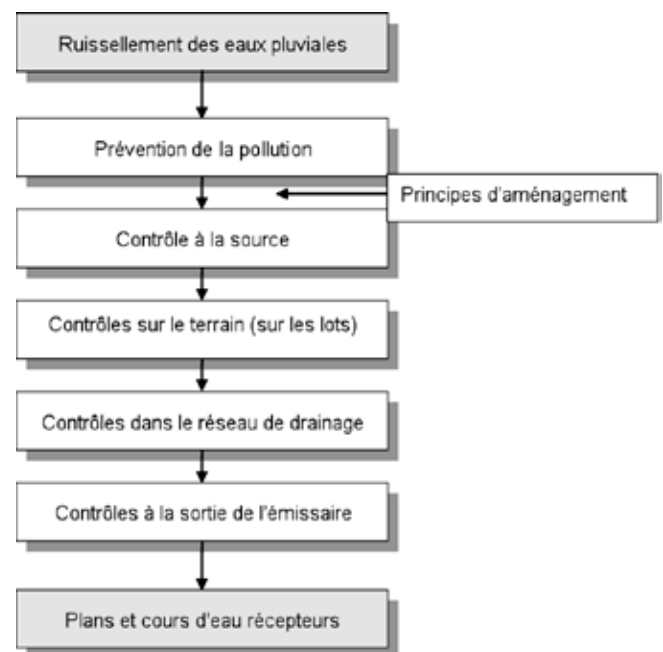 Ruissellement des eaux pluviales
Prévention de la pollution
Principes d'aménagement
Contrôle à la source
Contrôles sur le terrain (sur les lots)
Contrôles dans le réseau de drainage
Contrôles à la sortie de l'émissaire
Plans et cours d'eau récepteurs